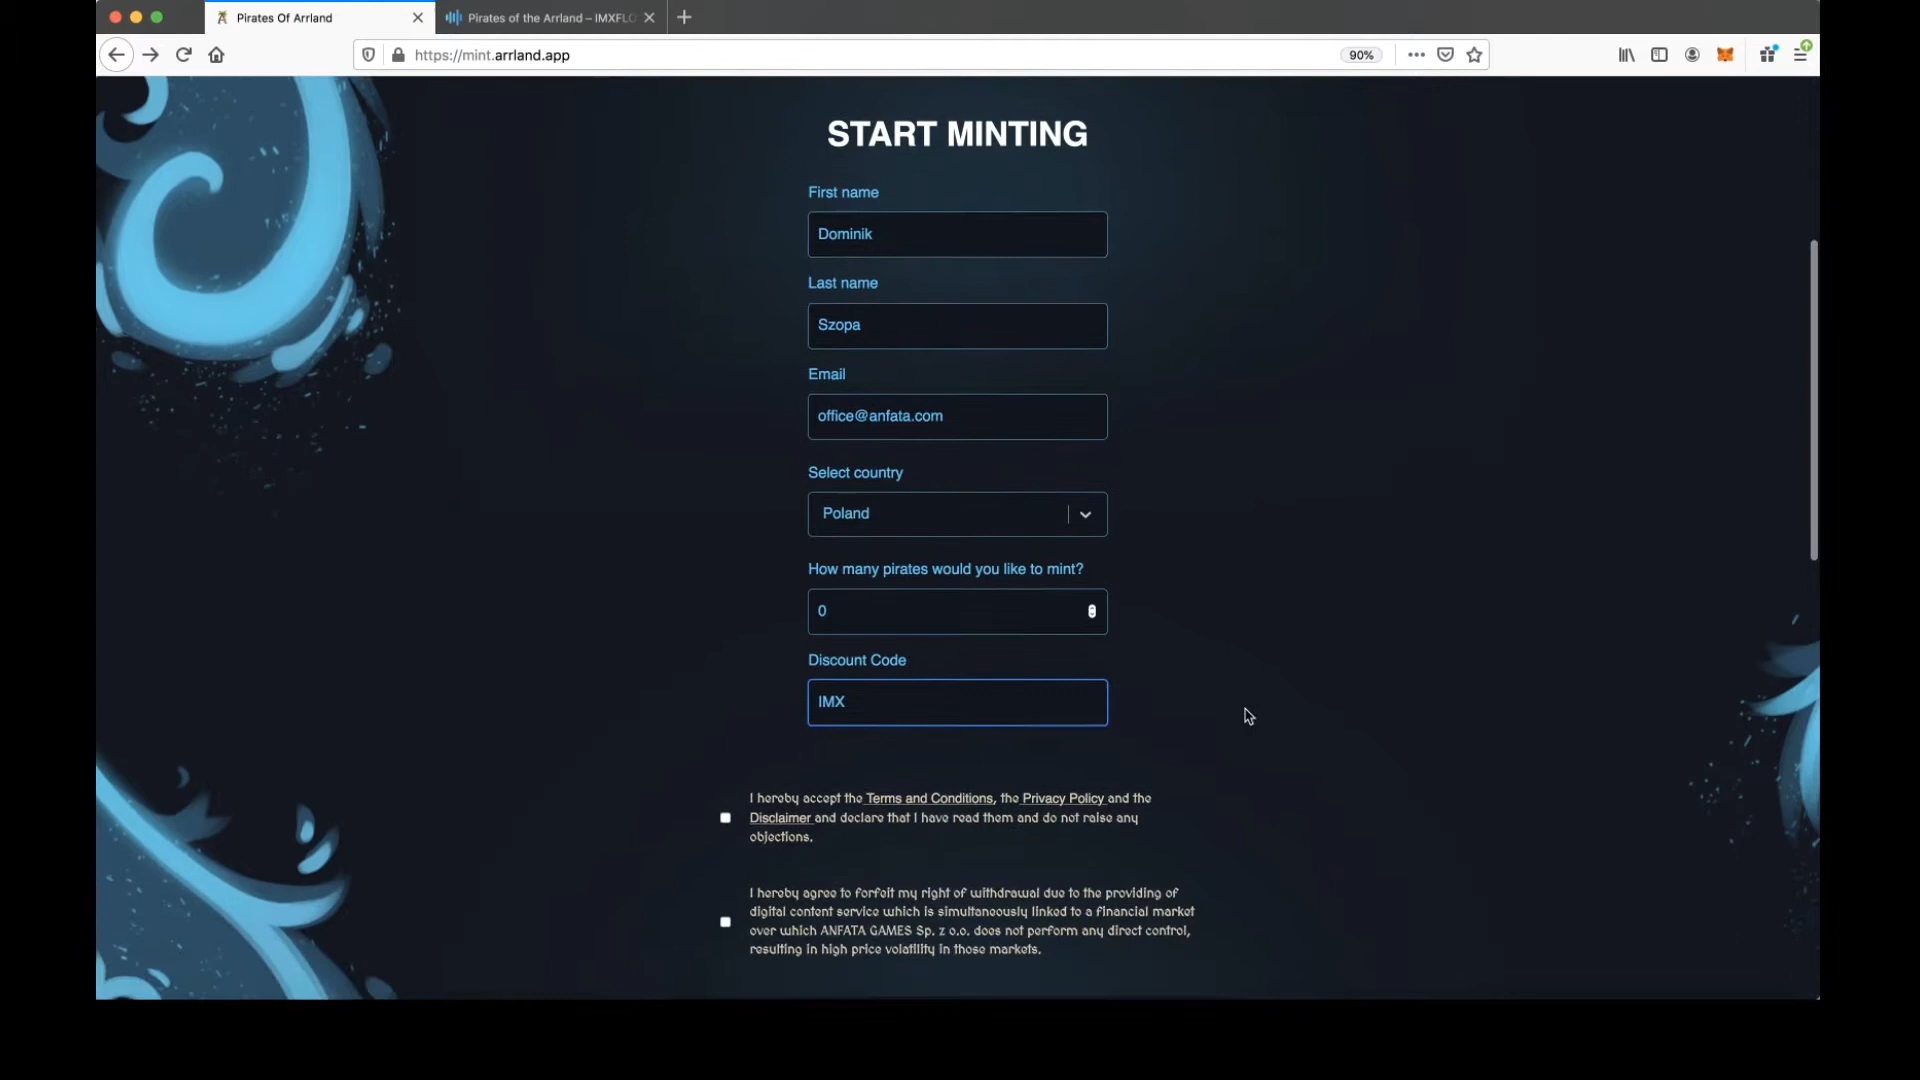 Pirates Of Arrland
Pirates of the Arrland – IMXFLO
https://mint.arrland.app
90%
START MINTING
First name
Dominik
Last name
Szopa
Email
office@anfata.com
Select country
Poland
How many pirates would you like to mint?
0
Discount Code
IMX
I hereby accept the Terms and Conditions, the Privacy Policy and the
Disclaimer and declare that I have read them and do not raise any
objections.
I hereby agree to forfeit my right of withdrawal due to the providing of
digital content service which is simultaneously linked to a financial market
over which ANFATA GAMES Sp. z o.o. does not perform any direct control,
resulting in high price volatility in those markets.